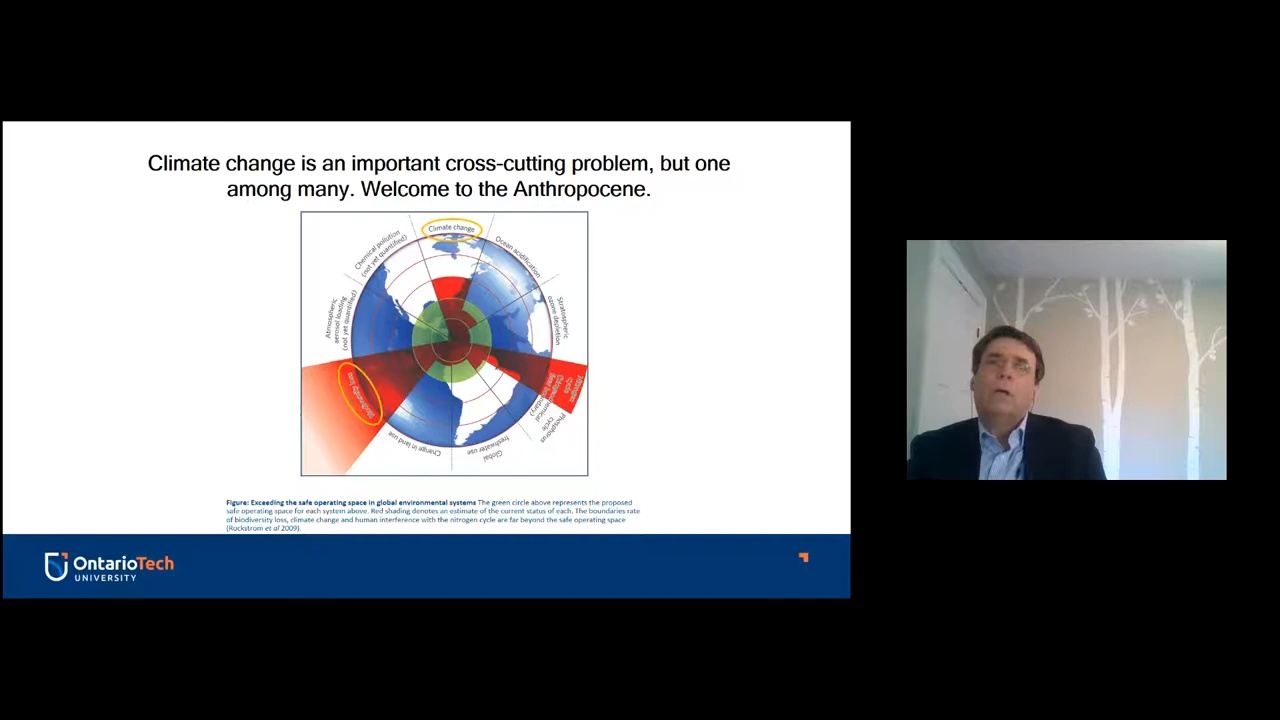 Climate change is an important cross-cutting problem, but one
among many. Welcome to the Anthropocene.
Climate change
Ocean acidification
Stratospheric
ozone depletion
Nitrogen
cycle
Phosphorus
cycle
Global
freshwater use
Change in land use
Biodiversity loss
Atmospheric
aerosol loading
(not yet quantified)
Chemical pollution
(not yet quantified)
Figure: Exceeding the safe operating space in global environmental systems The green circle above represents the proposed
safe operating space for each system above. Red shading denotes an estimate of the current status of each. The boundaries rate
of biodiversity loss, climate change and human interference with the nitrogen cycle are far beyond the safe operating space
(Rockstrom et al 2009).
OntarioTech
UNIVERSITY